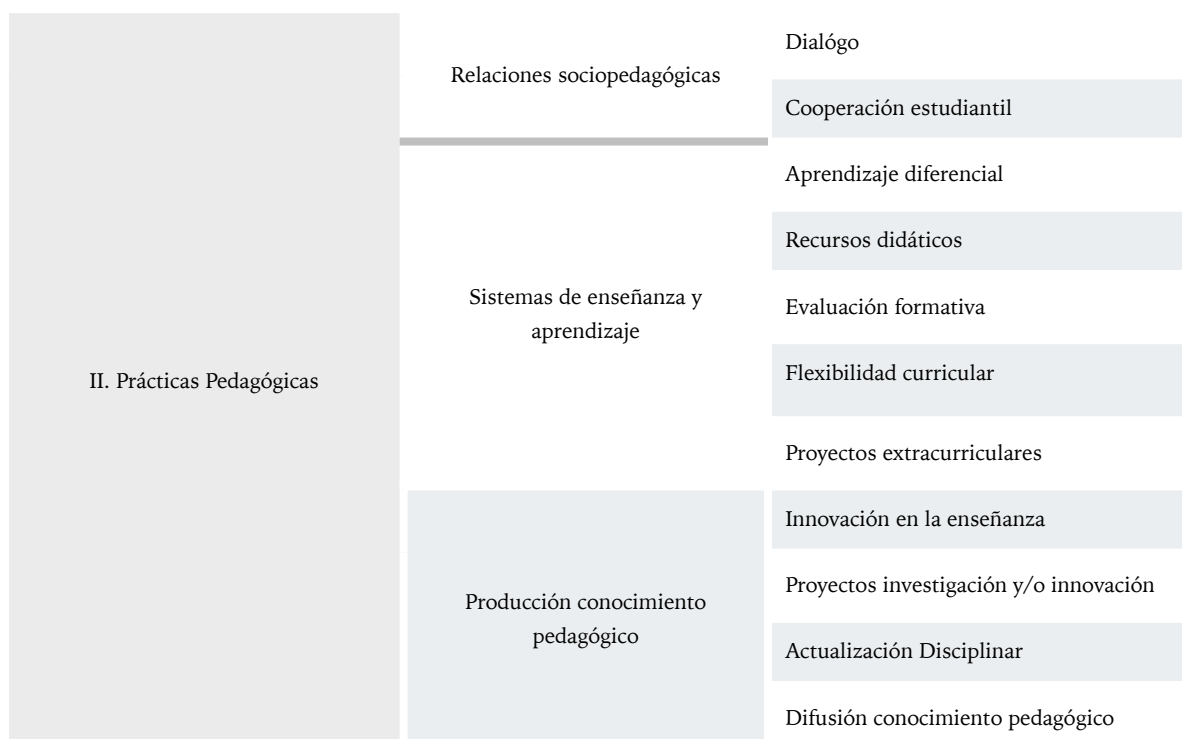 II. Prácticas Pedagógicas
Relaciones sociopedagógicas
Dialógo
Cooperación estudiantil
Sistemas de enseñanza y
aprendizaje
Aprendizaje diferencial
Recursos didáticos
Evaluación formativa
Flexibilidad curricular
Proyectos extracurriculares
Producción conocimiento
pedagógico
Innovación en la enseñanza
Proyectos investigación y/o innovación
Actualización Disciplinar
Difusión conocimiento pedagógico